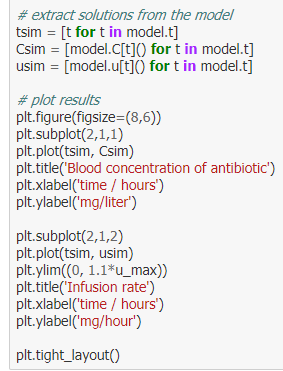 # extract solutions from the model
tsim = [t for t in model.t]
Csim = [model.C[t]() for t in model.t]
usim = [model.u[t]() for t in model.t]

# plot results
plt.figure(figsize=(8,6))
plt.subplot(2,1,1)
plt.plot(tsim, Csim)
plt.title('Blood concentration of antibiotic')
plt.xlabel('time / hours')
plt.ylabel('mg/liter')

plt.subplot(2,1,2)
plt.plot(tsim, usim)
plt.ylim((0, 1.1*u_max))
plt.title('Infusion rate')
plt.xlabel('time / hours')
plt.ylabel('mg/hour')

plt.tight_layout()